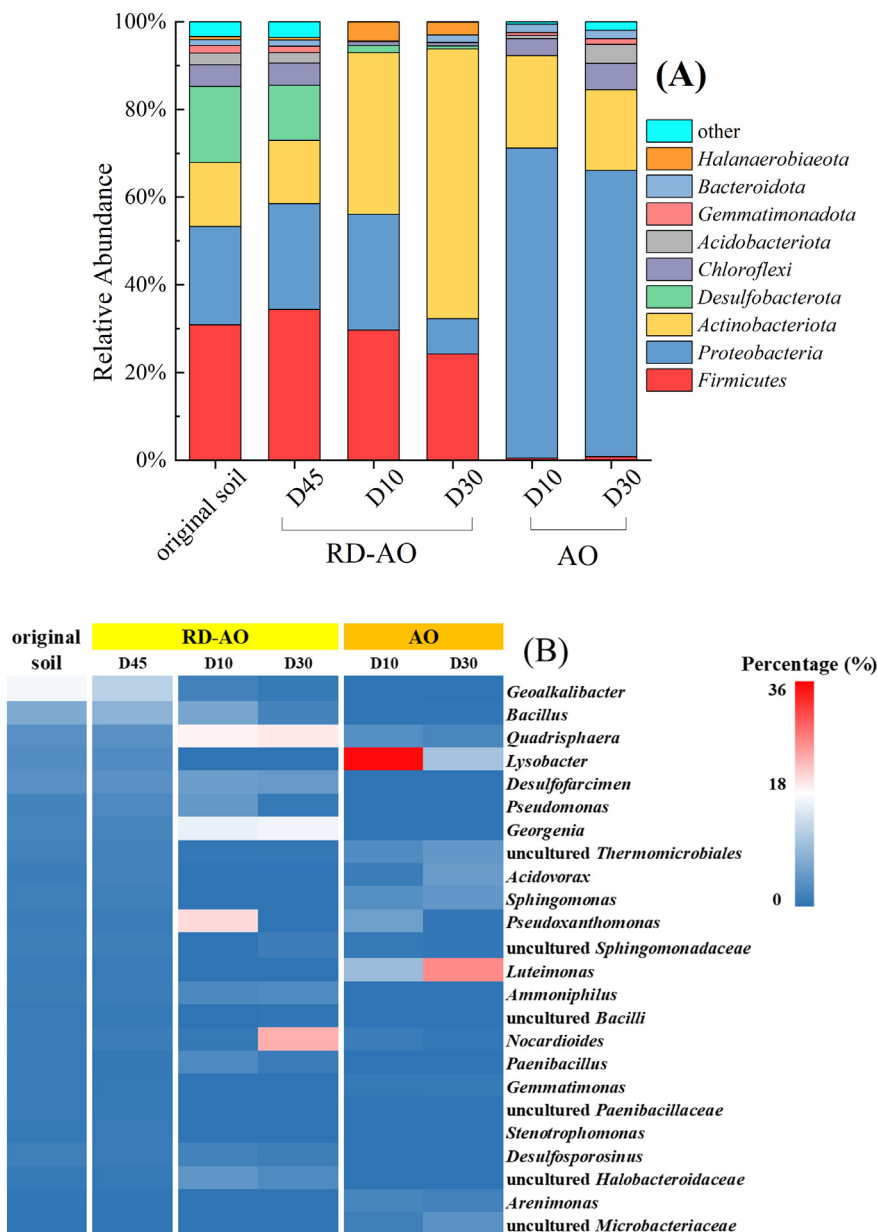 100%
80%
60%
40%
20%
0%
Relative Abundance
(A)
other
Halanaerobiaeota
Bacteroidota
Gemmatimonadota
Acidobacteriota
Chloroflexi
Desulfobacterota
Actinobacteriota
Proteobacteria
Firmicutes
original soil
D45
D10
D30
D10
D30
RD-AO
AO
original
soil
RD-AO
AO
D45
D10
D30
D10
D30
(B)
Geoalkalibacter
Bacillus
Quadrisphaera
Lysobacter
Desulfofarcimen
Pseudomonas
Georgenia
uncultured Thermomicrobiales
Acidovorax
Sphingomonas
Pseudoxanthomonas
uncultured Sphingomonadaceae
Luteimonas
Ammoniphilus
uncultured Bacilli
Nocardioides
Paenibacillus
Gemmatimonas
uncultured Paenibacillaceae
Stenotrophomonas
Desulfosporosinus
uncultured Halobacteroidaceae
Arenimonas
uncultured Microbacteriaceae
Percentage (%)
36
18
0